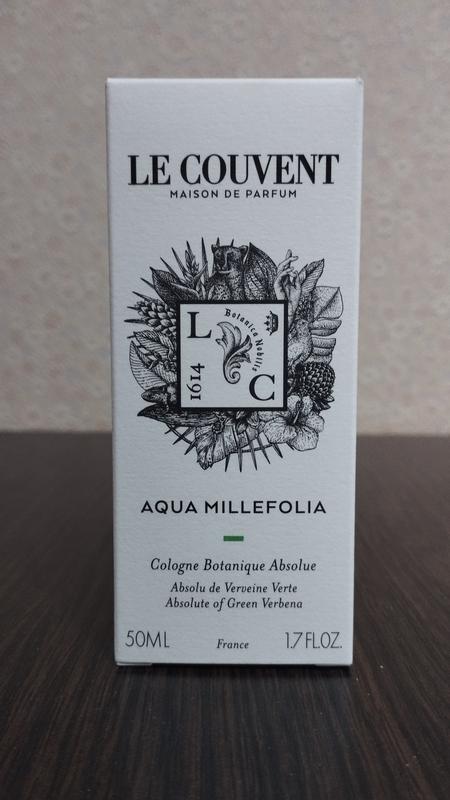 LE COUVENT
MAISON DE PARFUM
L
Botanica Nobilis
1614
C
AQUA MILLEFOLIA
Cologne Botanique Absolue
Absolu de Verveine Verte
Absolute of Green Verbena
50ML France 1.7 FL.OZ.